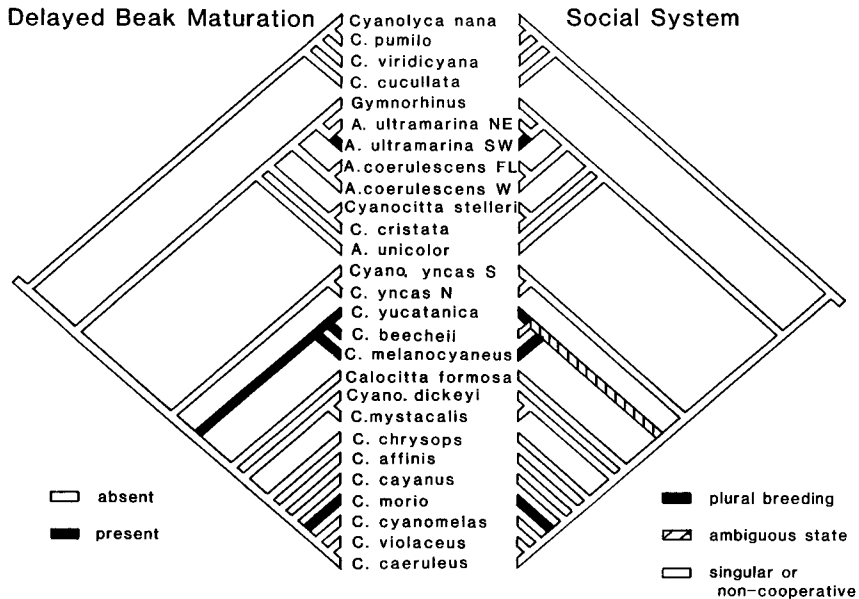 Delayed Beak Maturation
Social System
Cyanolyca nana
C. pumilo
C. viridicyana
C. cucullata
Gymnorhinus
A. ultramarina NE
A. ultramarina SW
A.coerulescens FL
A.coerulescens W
Cyanocitta stelleri
C. cristata
A. unicolor
Cyano. yncas S
C. yncas N
C. yucatanica
C. beecheii
C. melanocyaneus
Calocitta formosa
Cyano. dickeyi
C.mystacalis
C. chrysops
C. affinis
C. cayanus
C. morio
C. cyanomelas
C. violaceus
C. caeruleus
absent
present
plural breeding
ambiguous state
singular or
non-cooperative